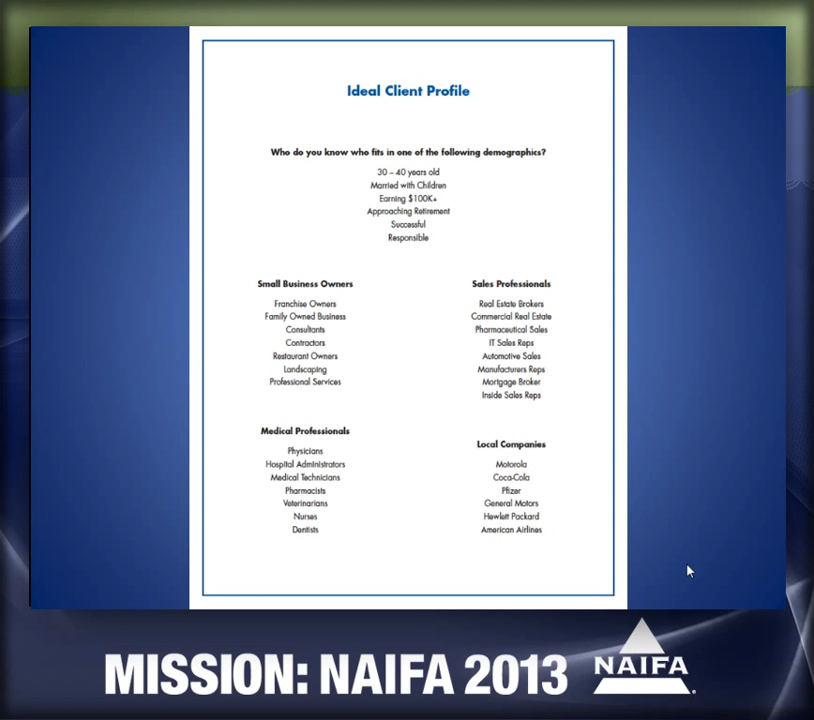 Ideal Client Profile
Who do you know who fits in one of the following demographics?
30 – 40 years old
Married with Children
Earning $100K+
Approaching Retirement
Successful
Responsible
Small Business Owners
Franchise Owners
Family Owned Business
Consultants
Contractors
Restaurant Owners
Landscaping
Professional Services
Sales Professionals
Real Estate Brokers
Commercial Real Estate
Pharmaceutical Sales
IT Sales Reps
Automotive Sales
Manufacturers Reps
Mortgage Broker
Inside Sales Reps
Medical Professionals
Physicians
Hospital Administrators
Medical Technicians
Pharmacists
Veterinarians
Nurses
Dentists
Local Companies
Motorola
Coca-Cola
Pfizer
General Motors
Hewlett Packard
American Airlines
MISSION: NAIFA 2013
NAIFA